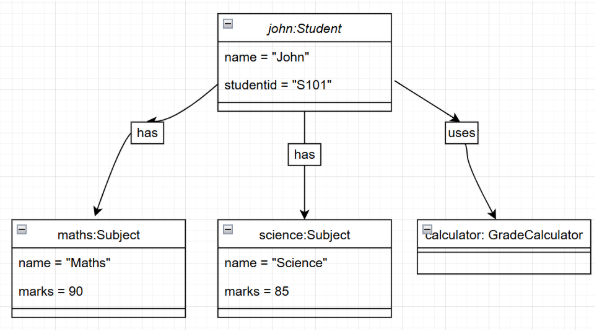 john:Student
name = "John"
studentid = "S101"
has
has
uses
maths:Subject
name = "Maths"
marks = 90
science:Subject
name = "Science"
marks = 85
calculator: GradeCalculator